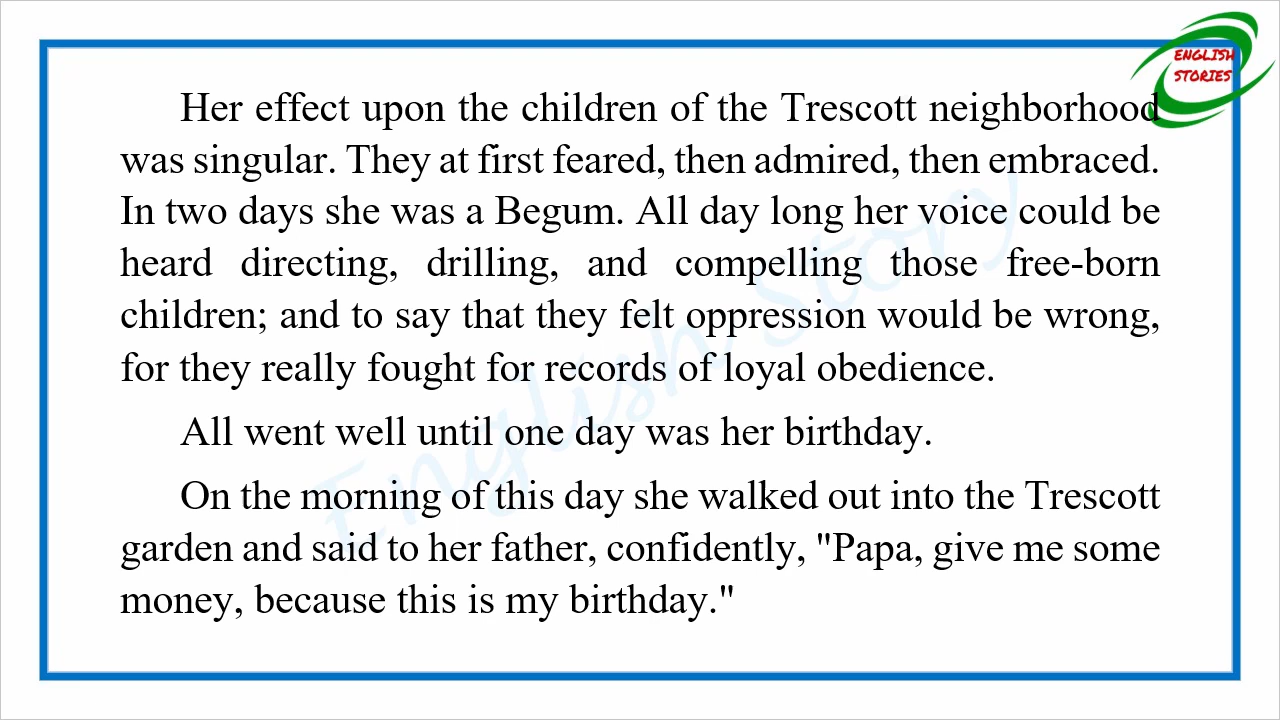 ENGLISH
STORIES
Her effect upon the children of the Trescott neighborhood
was singular. They at first feared, then admired, then embraced.
In two days she was a Begum. All day long her voice could be
heard directing, drilling, and compelling those free-born
children; and to say that they felt oppression would be wrong,
for they really fought for records of loyal obedience.
All went well until one day was her birthday.
On the morning of this day she walked out into the Trescott
garden and said to her father, confidently, "Papa, give me some
money, because this is my birthday."
English Story